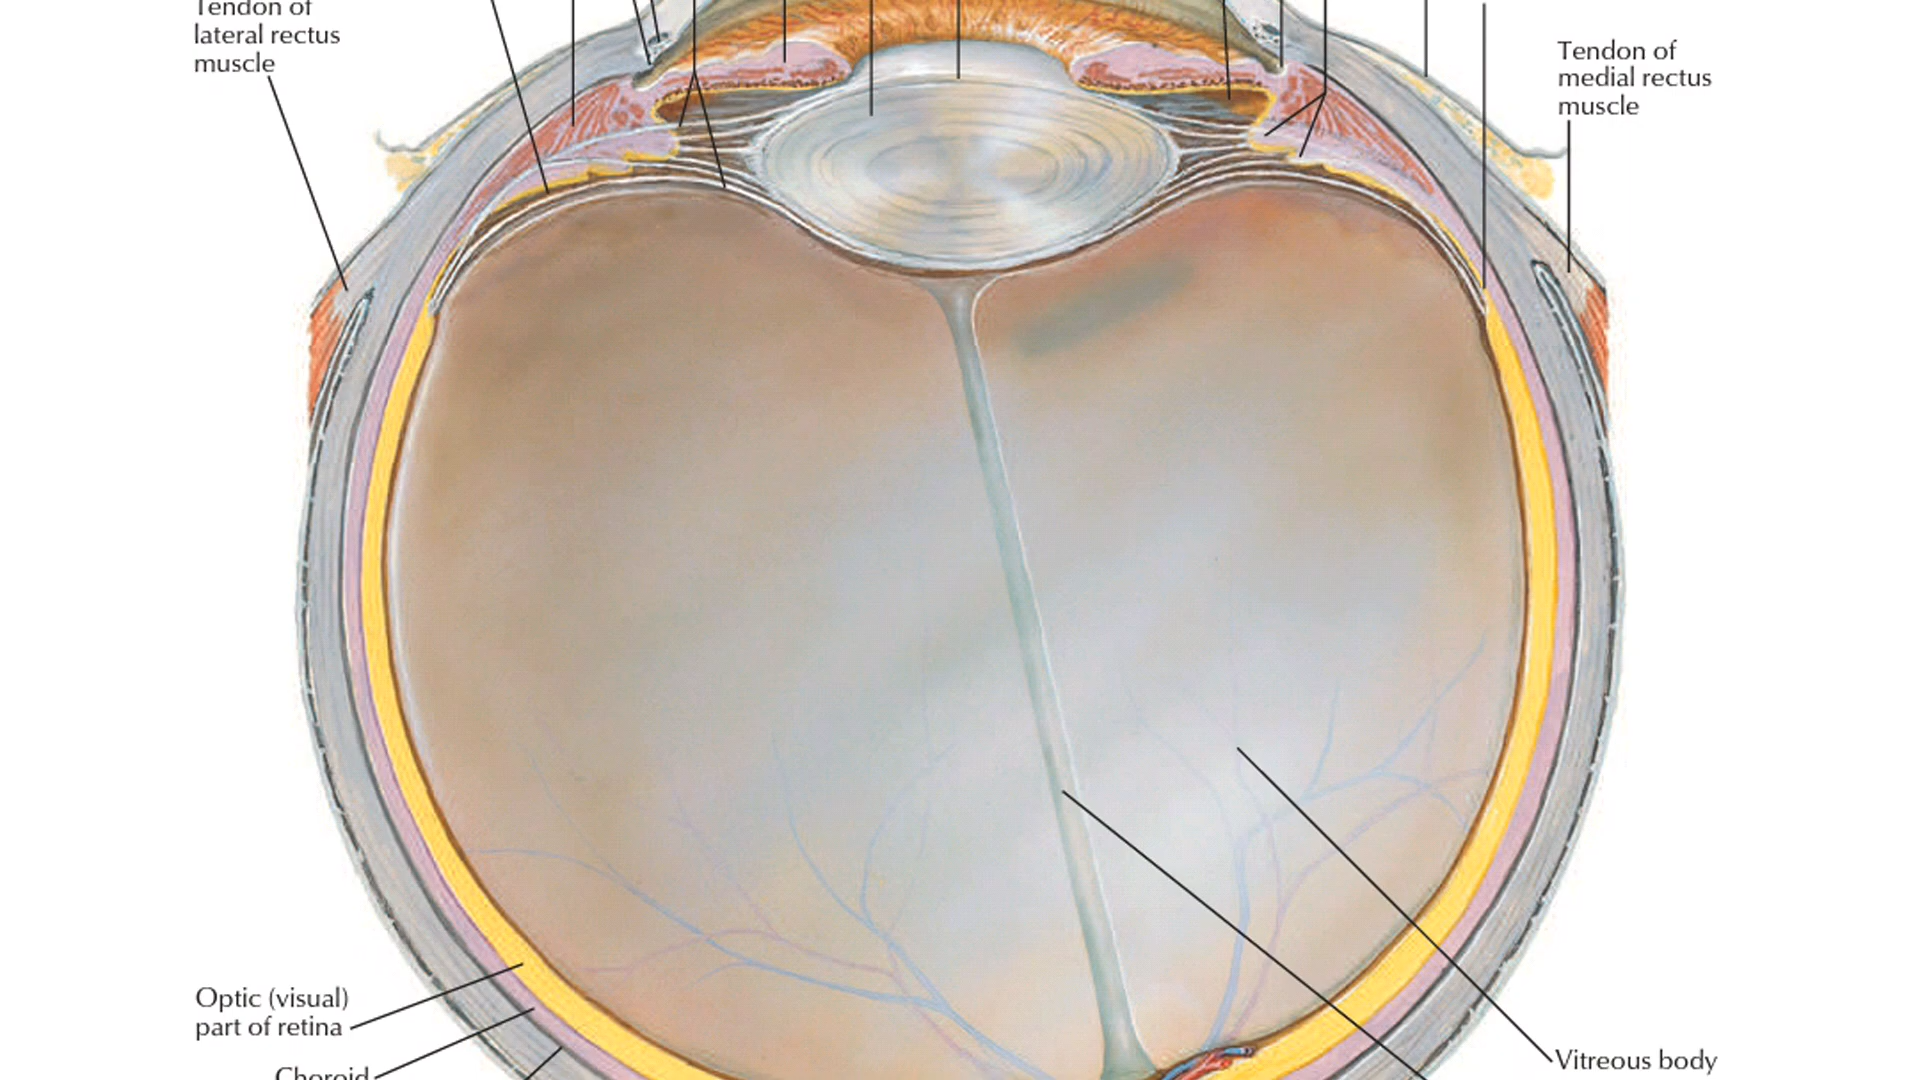 Tendon of
lateral rectus
muscle
Tendon of
medial rectus
muscle
Optic (visual)
part of retina
Choroid
Vitreous body